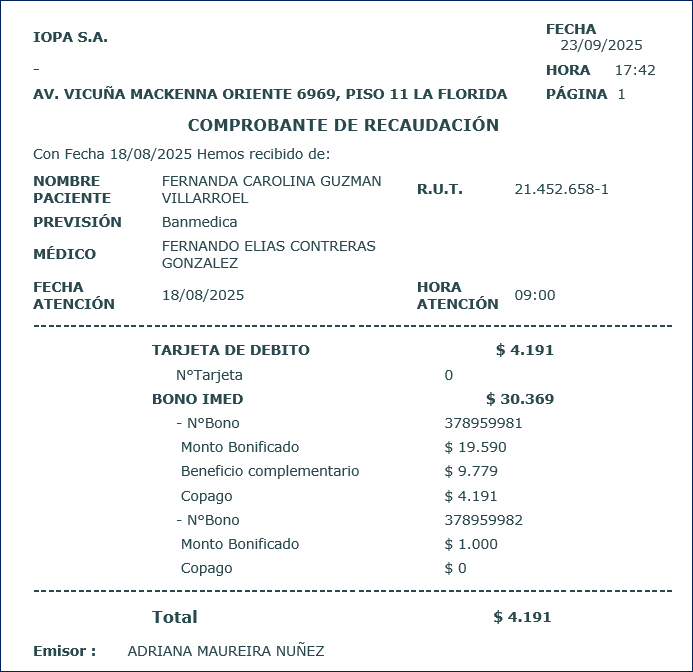 IOPA S.A.
FECHA
23/09/2025
-
HORA 17:42
AV. VICUÑA MACKENNA ORIENTE 6969, PISO 11 LA FLORIDA
PÁGINA 1
COMPROBANTE DE RECAUDACIÓN
Con Fecha 18/08/2025 Hemos recibido de:
NOMBRE PACIENTE
FERNANDA CAROLINA GUZMAN VILLARROEL
R.U.T. 21.452.658-1
PREVISIÓN Banmedica
MÉDICO
FERNANDO ELIAS CONTRERAS GONZALEZ
FECHA ATENCIÓN
18/08/2025
HORA ATENCIÓN
09:00
--------------------------------------------------------------------------------
TARJETA DE DEBITO $ 4.191
N°Tarjeta 0
BONO IMED $ 30.369
- N°Bono 378959981
Monto Bonificado $ 19.590
Beneficio complementario $ 9.779
Copago $ 4.191
- N°Bono 378959982
Monto Bonificado $ 1.000
Copago $ 0
--------------------------------------------------------------------------------
Total $ 4.191
Emisor : ADRIANA MAUREIRA NUÑEZ